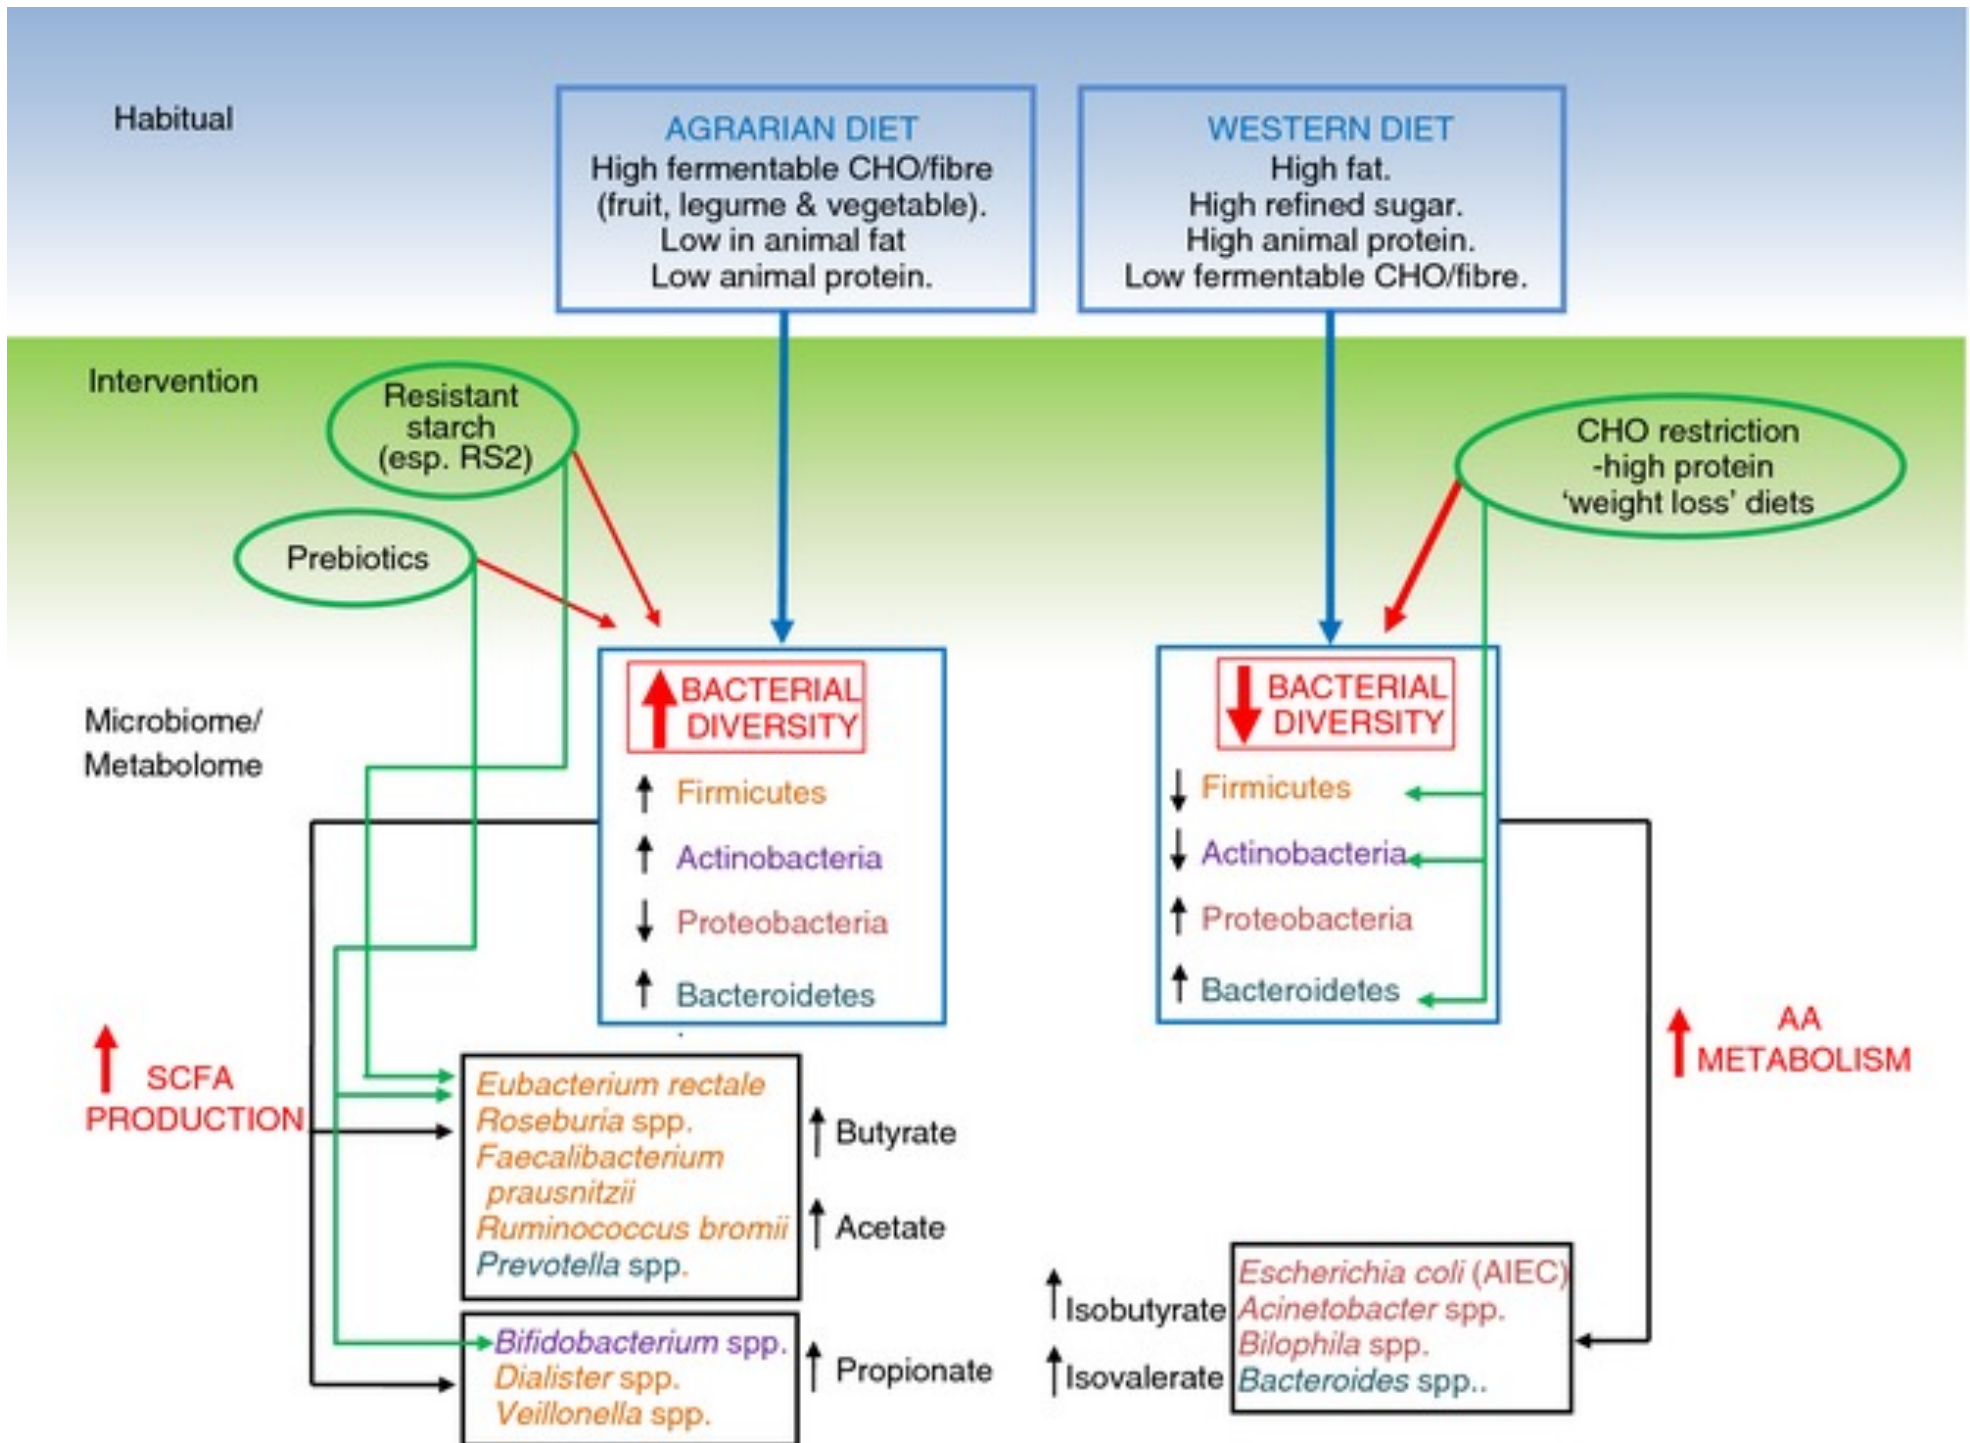 Habitual
AGRARIAN DIET
High fermentable CHO/fibre
(fruit, legume & vegetable).
Low in animal fat
Low animal protein.
WESTERN DIET
High fat.
High refined sugar.
High animal protein.
Low fermentable CHO/fibre.
Intervention
Resistant
starch
(esp. RS2)
Prebiotics
CHO restriction
-high protein
‘weight loss’ diets
Microbiome/
Metabolome
BACTERIAL
DIVERSITY
Firmicutes
Actinobacteria
Proteobacteria
Bacteroidetes
BACTERIAL
DIVERSITY
Firmicutes
Actinobacteria
Proteobacteria
Bacteroidetes
SCFA
PRODUCTION
AA
METABOLISM
Eubacterium rectale
Roseburia spp.
Faecalibacterium
prausnitzii
Ruminococcus bromii
Prevotella spp.
Butyrate
Acetate
Bifidobacterium spp.
Dialister spp.
Veillonella spp.
Propionate
Isobutyrate
Isovalerate
Escherichia coli (AIEC)
Acinetobacter spp.
Bilophila spp.
Bacteroides spp..